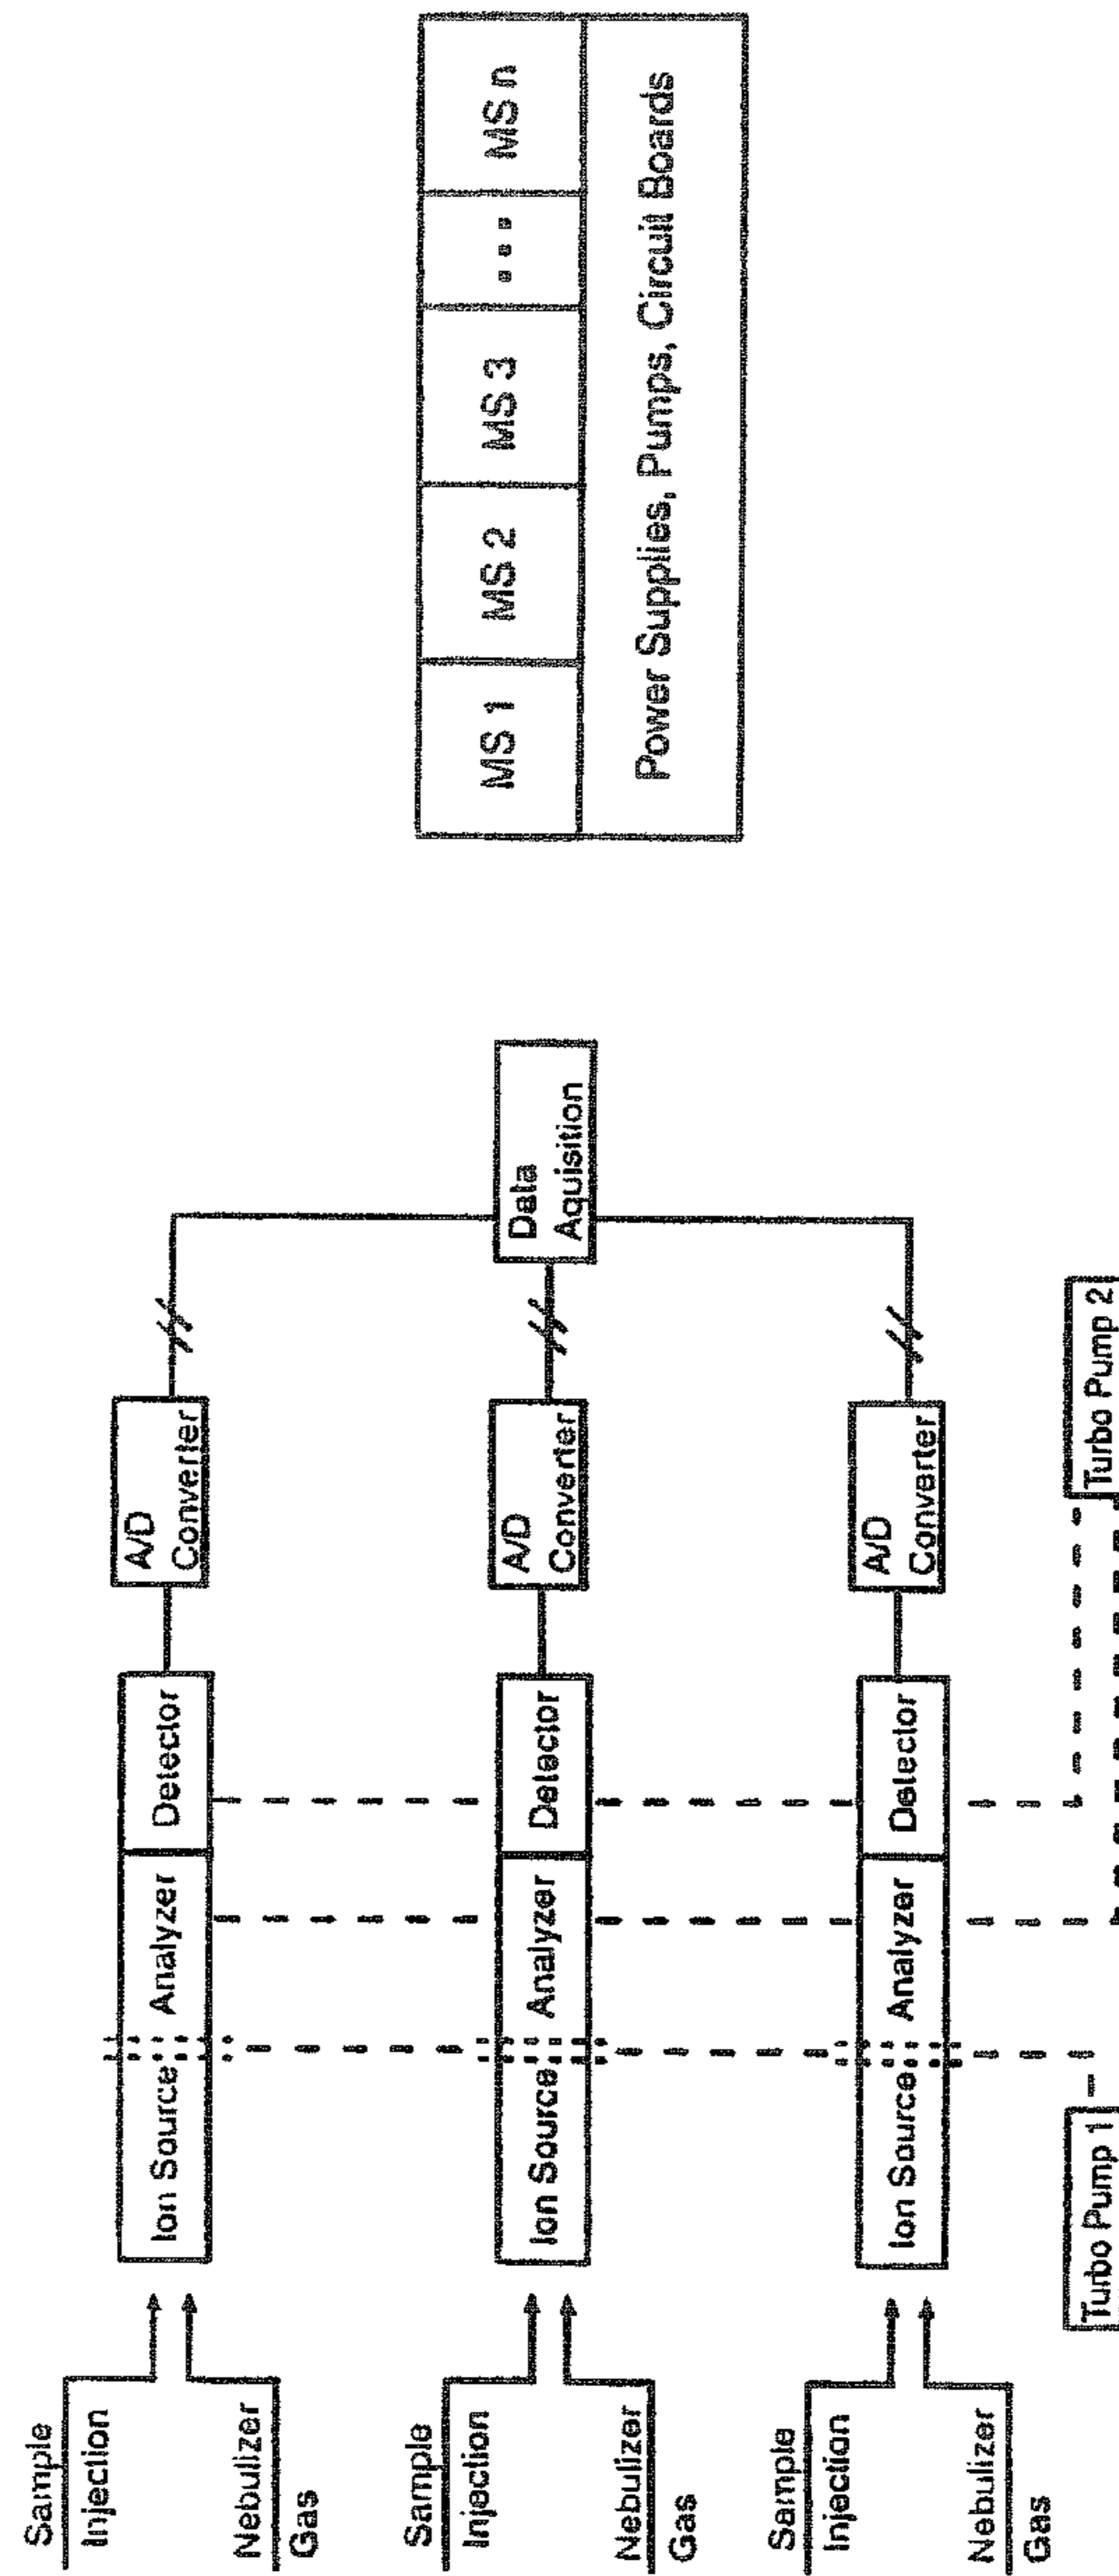 Sample
Injection
Nebulizer
Gas
Ion Source
Analyzer
Detector
A/D
Converter
Sample
Injection
Nebulizer
Gas
Ion Source
Analyzer
Detector
A/D
Converter
Data
Aquisition
Sample
Injection
Nebulizer
Gas
Ion Source
Analyzer
Detector
A/D
Converter
Turbo Pump 1
Turbo Pump 2
MS 1
MS 2
MS 3
...
MS n
Power Supplies, Pumps, Circuit Boards